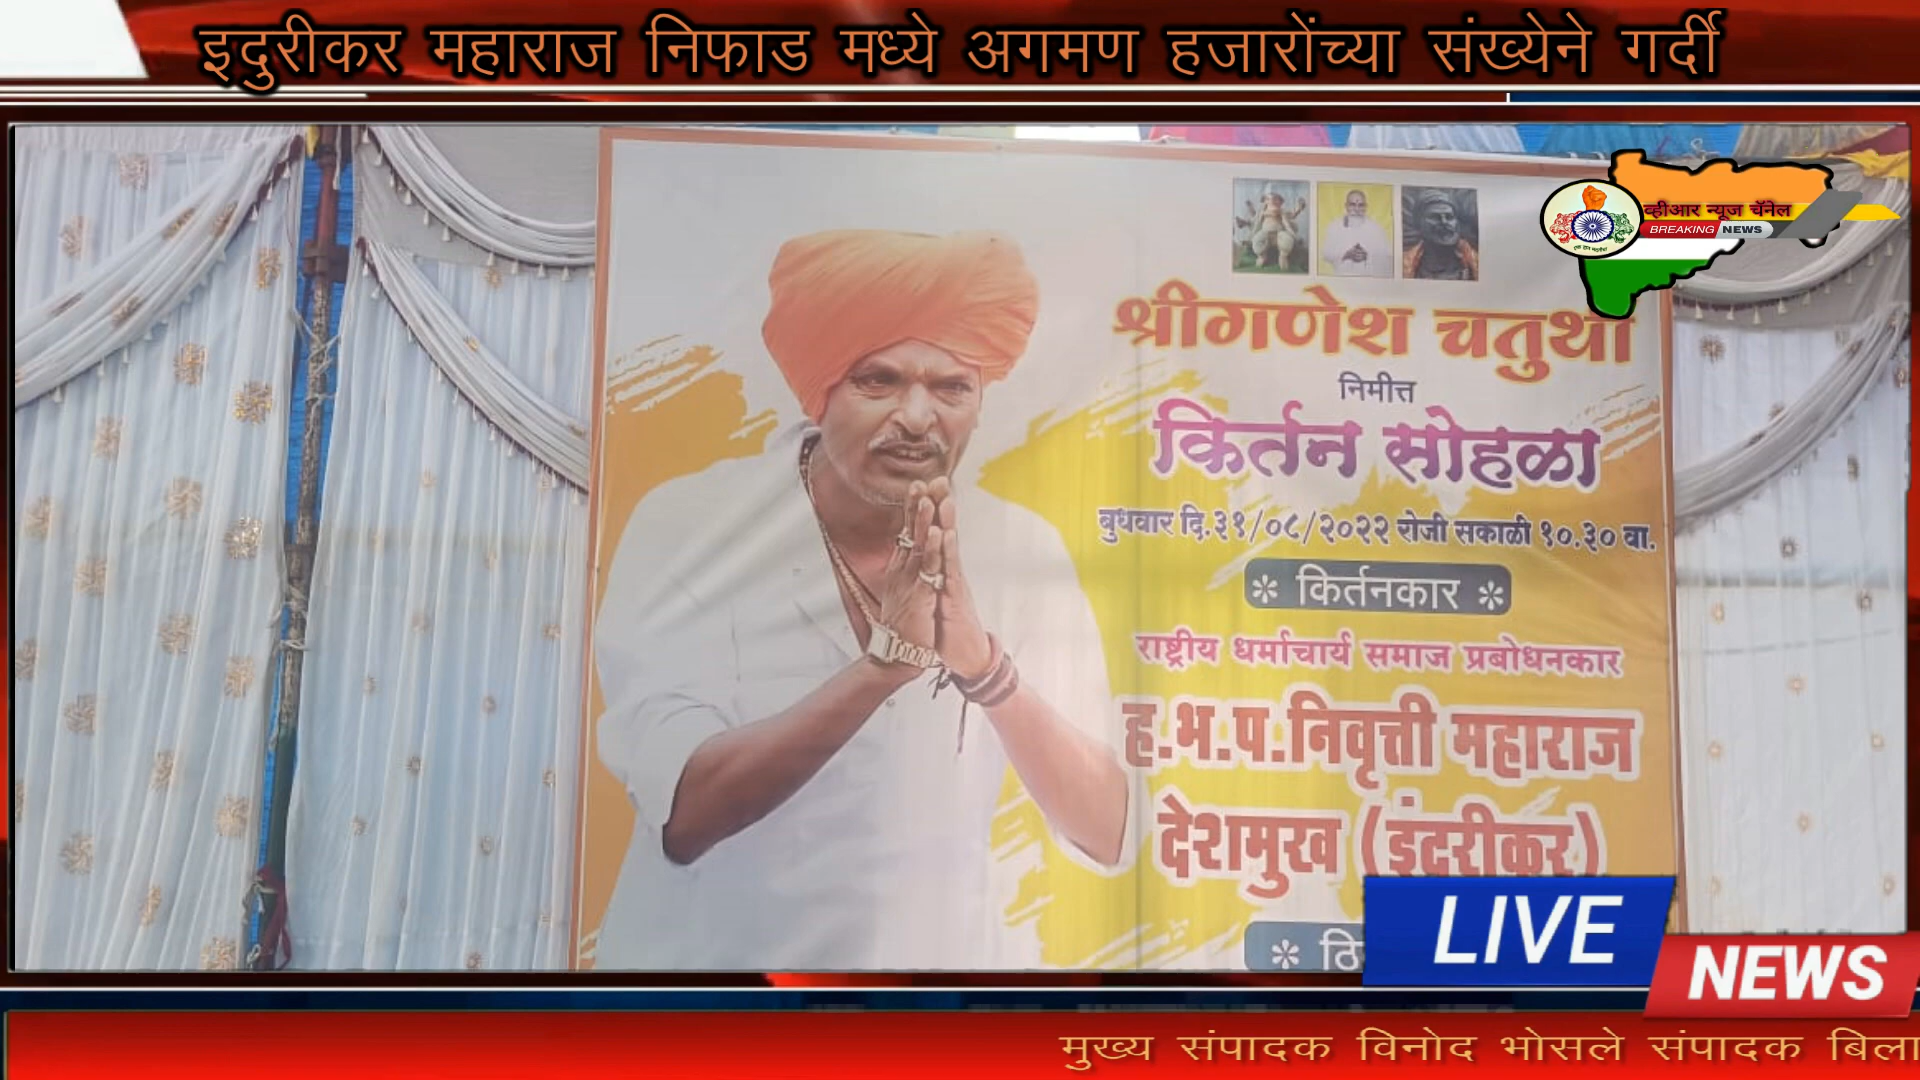 इदुरीकर महाराज निफाड मध्ये अगमण हजारोंच्या संख्येने गर्दी
व्हीआर न्यूज चॅनेल
BREAKING NEWS
श्रीगणेश चतुर्थी
निमीत्त
किर्तन सोहळा
बुधवार दि.३१/०८/२०२२ रोजी सकाळी १०.३० वा.
* किर्तनकार *
राष्ट्रीय धर्माचार्य समाज प्रबोधनकार
ह.भ.प.निवृत्ती महाराज
देशमुख (इंदुरीकर)
LIVE
NEWS
मुख्य संपादक विनोद भोसले संपादक